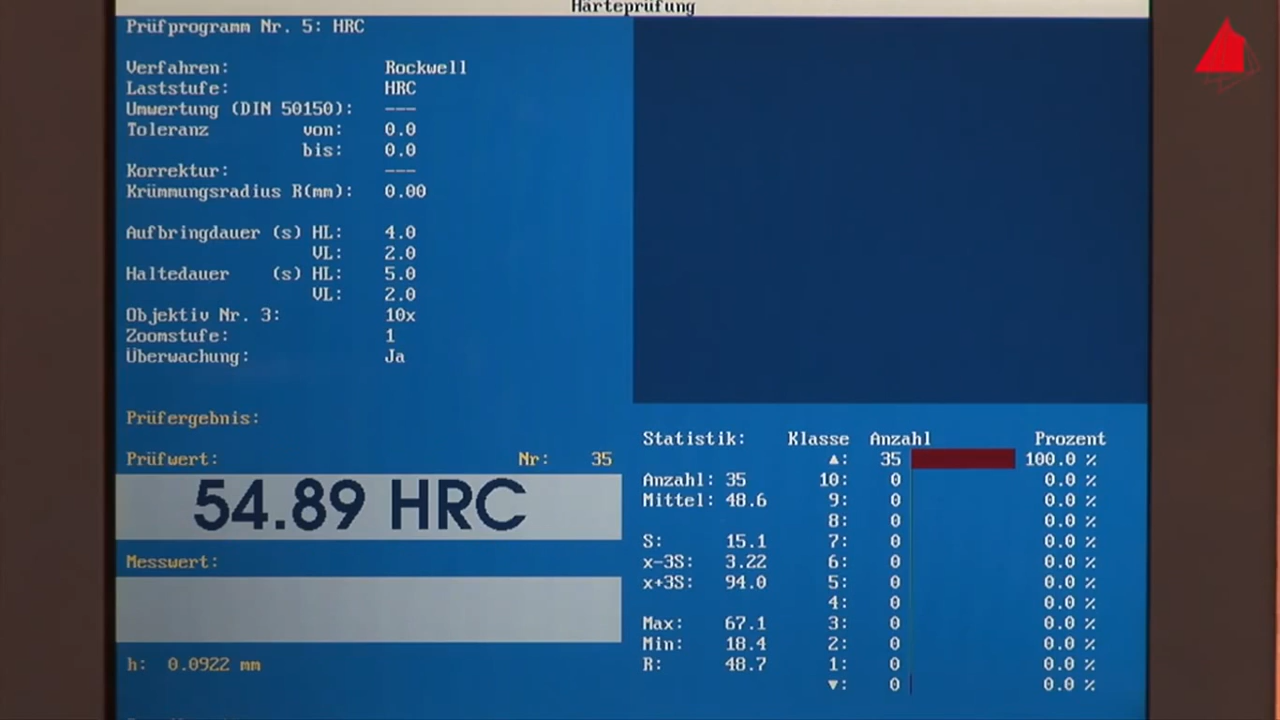 Härteprüfung
Prüfprogramm Nr. 5: HRC
Verfahren: Rockwell
Laststufe: HRC
Umwertung (DIN 50150): ---
Toleranz von: 0.0
bis: 0.0
Korrektur: ---
Krümmungsradius R(mm): 0.00
Aufbringdauer (s) HL: 4.0
VL: 2.0
Haltedauer (s) HL: 5.0
VL: 2.0
Objektiv Nr. 3: 10x
Zoomstufe: 1
Überwachung: Ja
Prüfergebnis:
Prüfwert: Nr: 35
54.89 HRC
Messwert:
h: 0.0922 mm
Statistik: Klasse Anzahl Prozent
▲: 35 100.0 %
Anzahl: 35 10: 0 0.0 %
Mittel: 48.6 9: 0 0.0 %
8: 0 0.0 %
S: 15.1 7: 0 0.0 %
x-3S: 3.22 6: 0 0.0 %
x+3S: 94.0 5: 0 0.0 %
4: 0 0.0 %
Max: 67.1 3: 0 0.0 %
Min: 18.4 2: 0 0.0 %
R: 48.7 1: 0 0.0 %
▼: 0 0.0 %